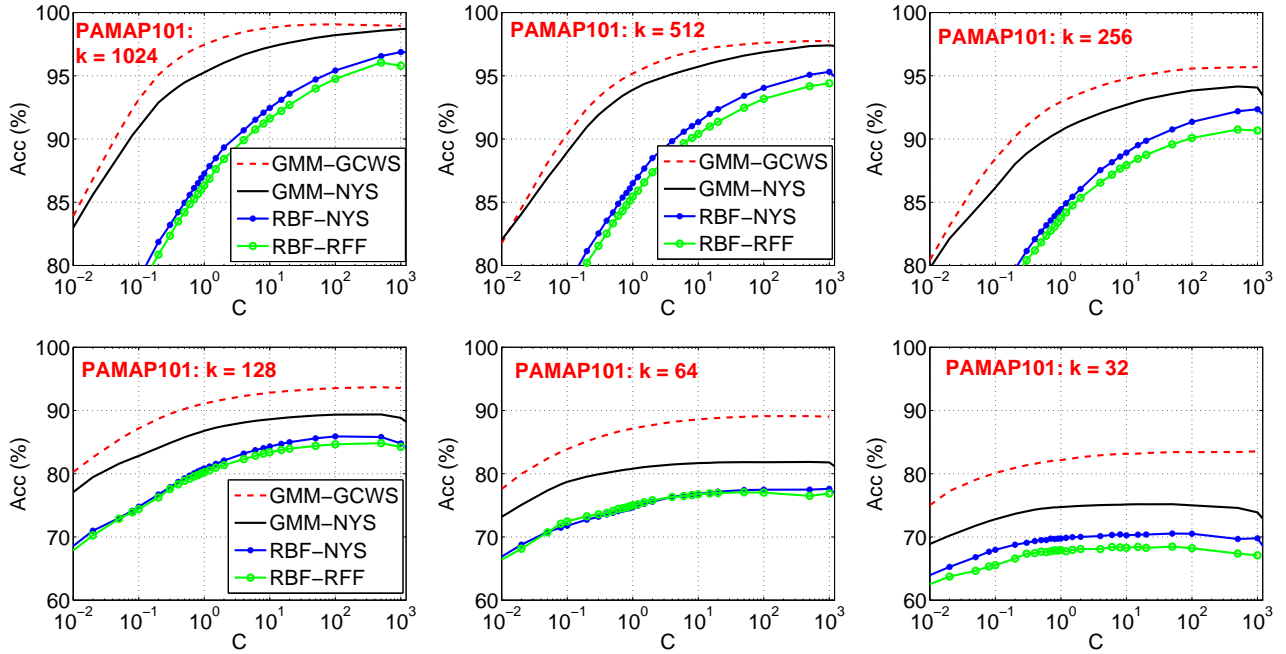 PAMAP101:
k = 1024
Acc (%)
100
95
90
85
80
GMM−GCWS
GMM−NYS
RBF−NYS
RBF−RFF
10^−2 10^−1 10^0 10^1 10^2 10^3
C
PAMAP101: k = 512
Acc (%)
100
95
90
85
80
GMM−GCWS
GMM−NYS
RBF−NYS
RBF−RFF
10^−2 10^−1 10^0 10^1 10^2 10^3
C
PAMAP101: k = 256
Acc (%)
100
95
90
85
80
10^−2 10^−1 10^0 10^1 10^2 10^3
C
PAMAP101: k = 128
Acc (%)
100
90
80
70
60
GMM−GCWS
GMM−NYS
RBF−NYS
RBF−RFF
10^−2 10^−1 10^0 10^1 10^2 10^3
C
PAMAP101: k = 64
Acc (%)
100
90
80
70
60
10^−2 10^−1 10^0 10^1 10^2 10^3
C
PAMAP101: k = 32
Acc (%)
100
90
80
70
60
10^−2 10^−1 10^0 10^1 10^2 10^3
C